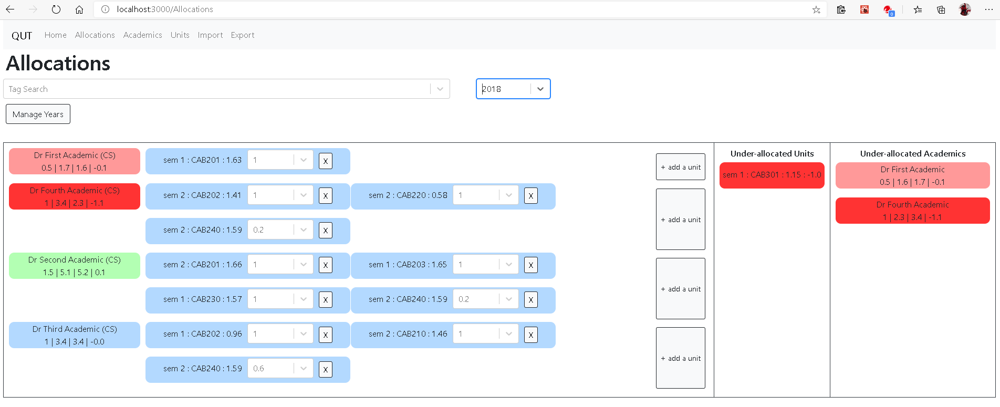 localhost:3000/Allocations
0
QUT Home Allocations Academics Units Import Export
Allocations
Tag Search
2018
Manage Years
Dr First Academic (CS)
0.5 | 1.7 | 1.6 | -0.1
sem 1 : CAB201 : 1.63 1 X
+ add a unit
Dr Fourth Academic (CS)
1 | 3.4 | 2.3 | -1.1
sem 2 : CAB202 : 1.41 1 X
sem 2 : CAB220 : 0.58 1 X
sem 2 : CAB240 : 1.59 0.2 X
+ add a unit
Dr Second Academic (CS)
1.5 | 5.1 | 5.2 | 0.1
sem 2 : CAB201 : 1.66 1 X
sem 1 : CAB203 : 1.65 1 X
sem 1 : CAB230 : 1.57 1 X
sem 2 : CAB240 : 1.59 0.2 X
+ add a unit
Dr Third Academic (CS)
1 | 3.4 | 3.4 | -0.0
sem 1 : CAB202 : 0.96 1 X
sem 2 : CAB210 : 1.46 1 X
sem 2 : CAB240 : 1.59 0.6 X
+ add a unit
Under-allocated Units
sem 1 : CAB301 : 1.15 : -1.0
Under-allocated Academics
Dr First Academic
0.5 | 1.6 | 1.7 | -0.1
Dr Fourth Academic
1 | 2.3 | 3.4 | -1.1